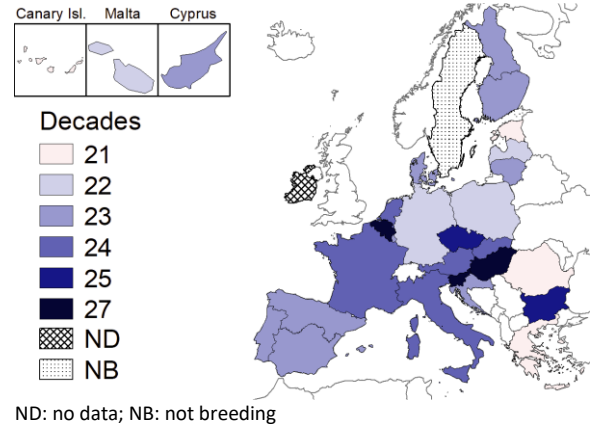 Canary Isl. Malta Cyprus
Decades
21
22
23
24
25
27
ND
NB
ND: no data; NB: not breeding